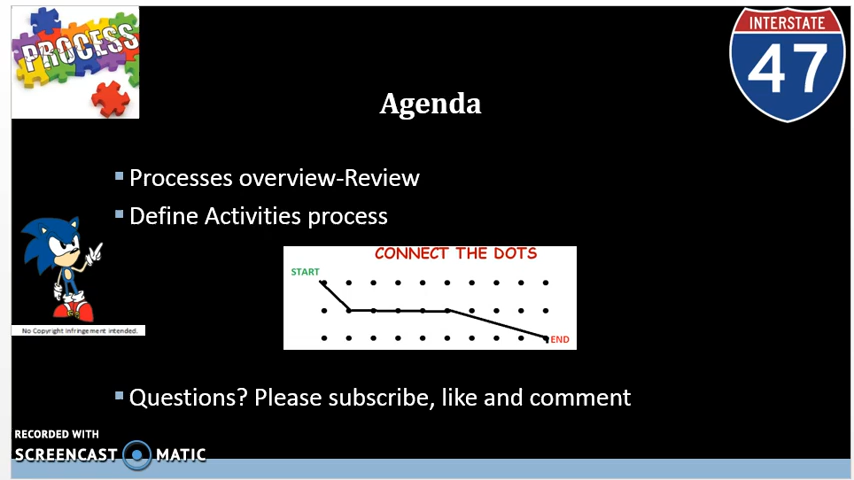 PROCESS
INTERSTATE
47
Agenda
Processes overview-Review
Define Activities process
CONNECT THE DOTS
START
END
No Copyright Infringement intended.
Questions? Please subscribe, like and comment
RECORDED WITH
SCREENCAST MATIC